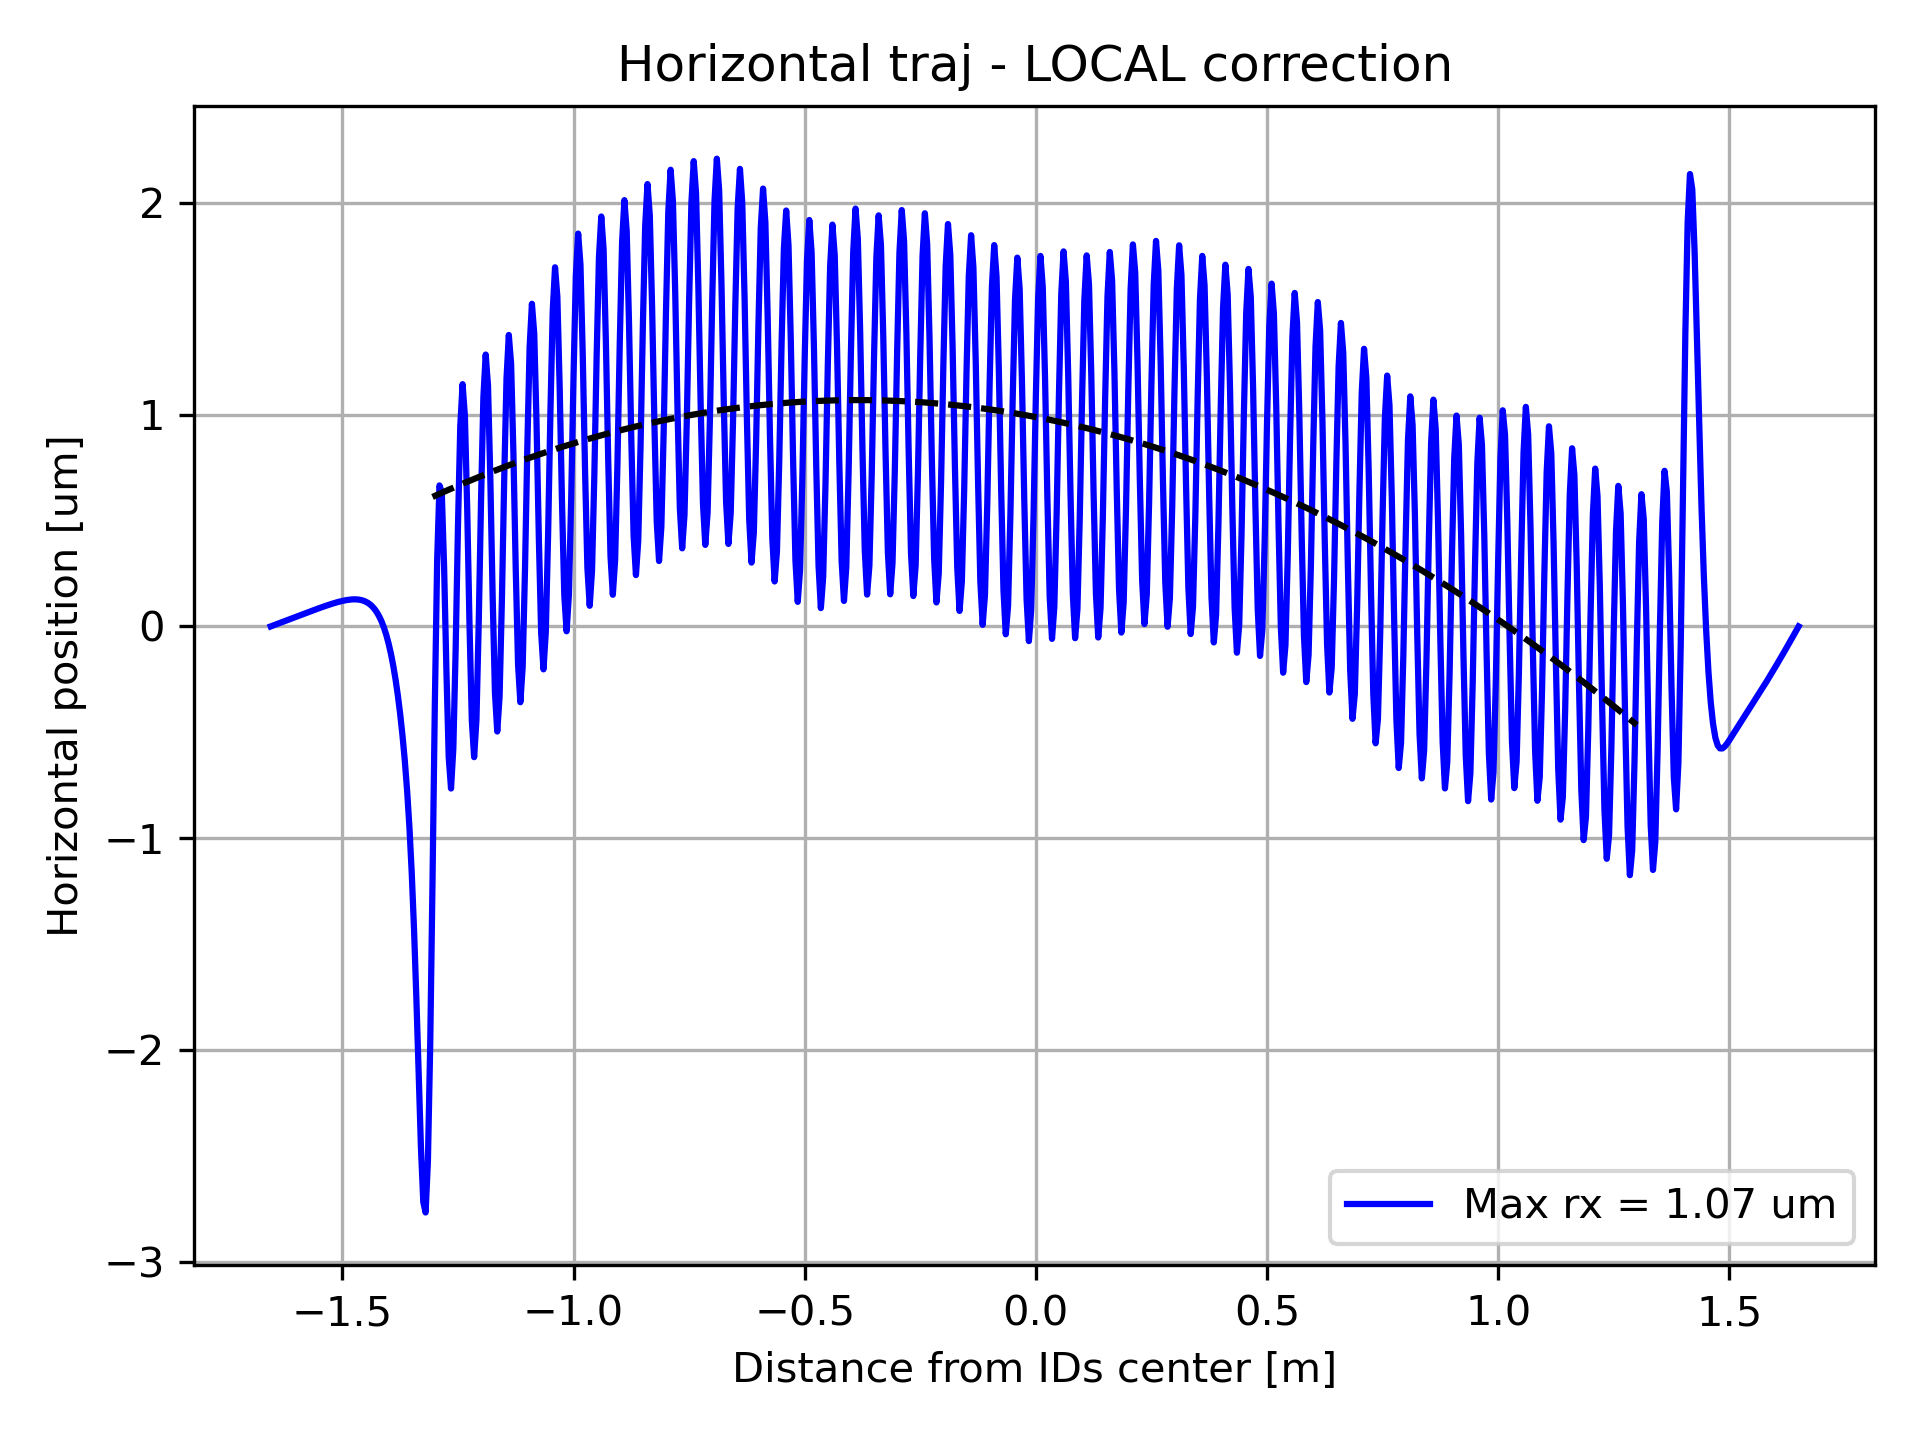 Horizontal traj - LOCAL correction
Horizontal position [um]
2
1
0
−1
−2
−3
Max rx = 1.07 um
−1.5 −1.0 −0.5 0.0 0.5 1.0 1.5
Distance from IDs center [m]